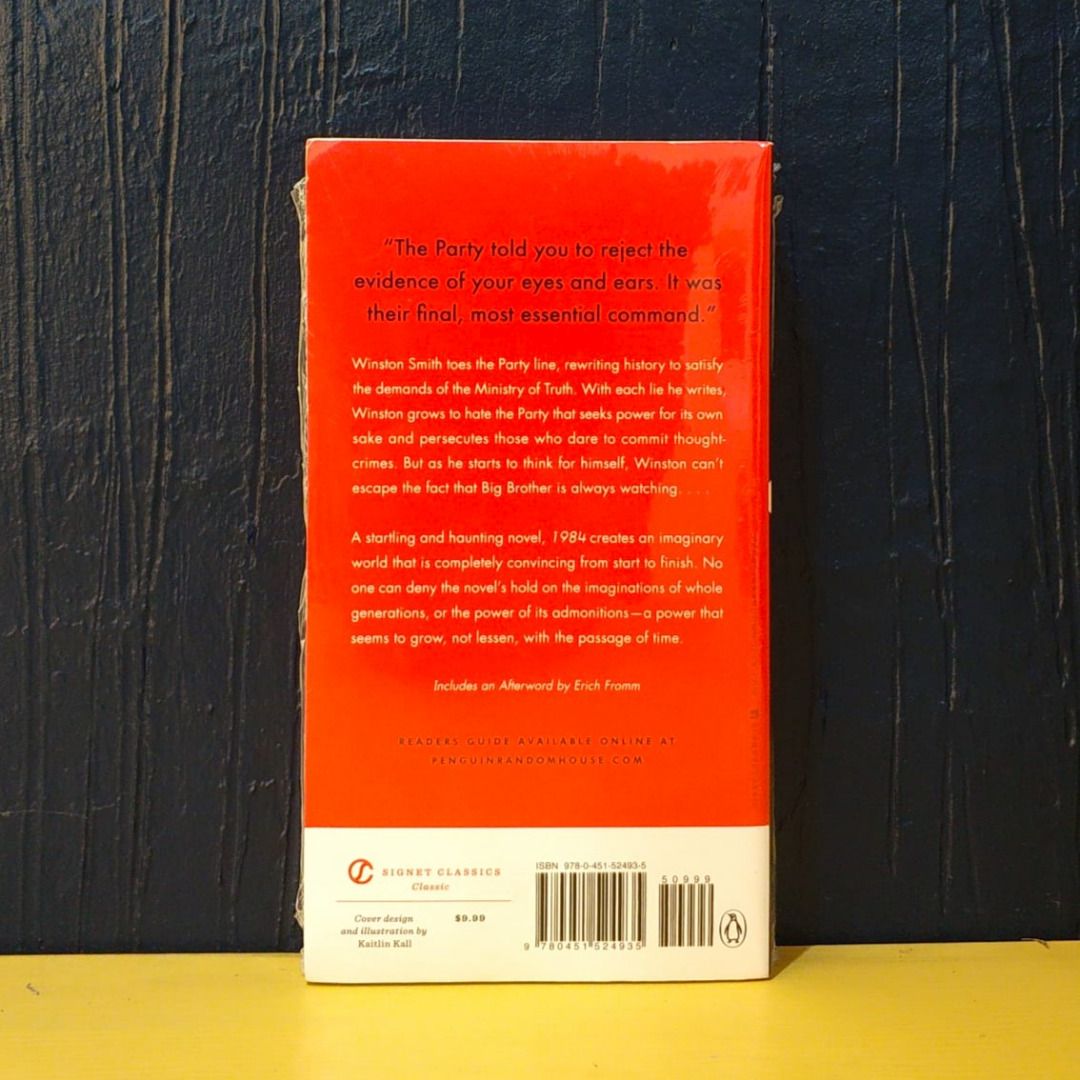 “The Party told you to reject the
evidence of your eyes and ears. It was
their final, most essential command.”
Winston Smith toes the Party line, rewriting history to satisfy
the demands of the Ministry of Truth. With each lie he writes,
Winston grows to hate the Party that seeks power for its own
sake and persecutes those who dare to commit thought-
crimes. But as he starts to think for himself, Winston can’t
escape the fact that Big Brother is always watching. . . .
A startling and haunting novel, 1984 creates an imaginary
world that is completely convincing from start to finish. No
one can deny the novel’s hold on the imaginations of whole
generations, or the power of its admonitions—a power that
seems to grow, not lessen, with the passage of time.
Includes an Afterword by Erich Fromm
READERS GUIDE AVAILABLE ONLINE AT
PENGUINRANDOMHOUSE.COM
SIGNET CLASSICS
Classic
Cover design
and illustration by
Kaitlin Kall
$9.99
ISBN 978-0-451-52493-5
50999
9 780451 524935